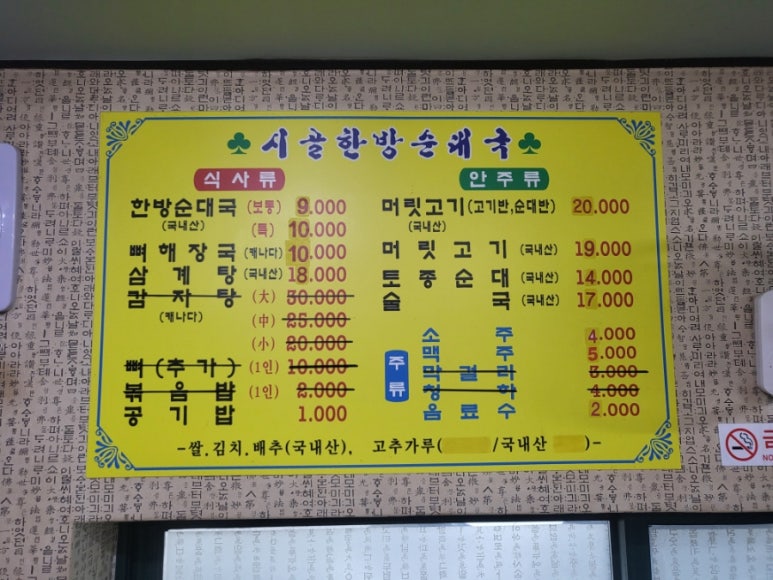 ♣시골한방순대국♣
식사류
한방순대국 (보통) 9.000
(국내산) (특) 10.000
뼈해장국 (캐나다) 10.000
삼계탕 (국내산) 18.000
감자탕 (大) 30.000
(캐나다) (中) 25.000
(小) 20.000
뼈(추가) (1인) 10.000
볶음밥 (1인) 2.000
공기밥 1.000
안주류
머릿고기 (고기반,순대반) 20.000
(국내산)
머릿고기 (국내산) 19.000
토종순대 (국내산) 14.000
술국 (국내산) 17.000
주류
소주 4.000
맥주 5.000
막걸리 3.000
청하 4.000
음료수 2.000
-쌀.김치.배추(국내산), 고추가루( /국내산 )-
금
NO